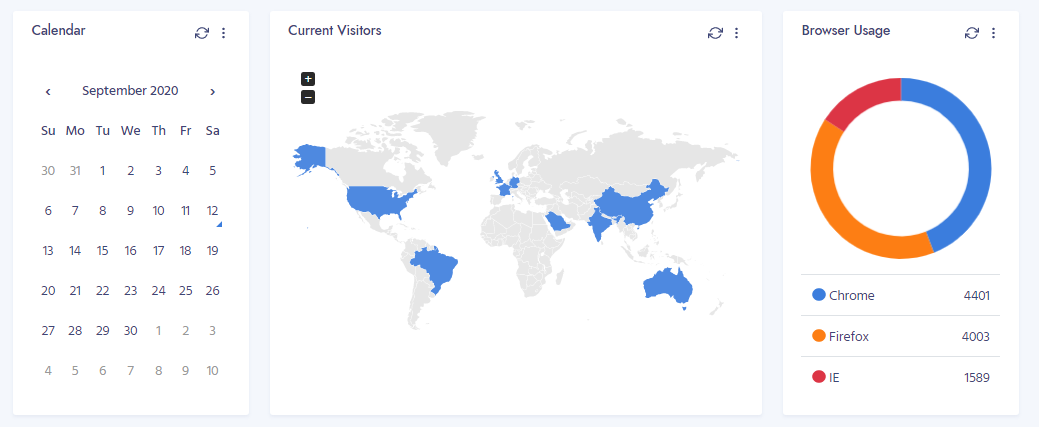 Calendar
‹ September 2020 ›
Su Mo Tu We Th Fr Sa
30 31 1 2 3 4 5
6 7 8 9 10 11 12
13 14 15 16 17 18 19
20 21 22 23 24 25 26
27 28 29 30 1 2 3
4 5 6 7 8 9 10
Current Visitors
+
−
Browser Usage
Chrome 4401
Firefox 4003
IE 1589